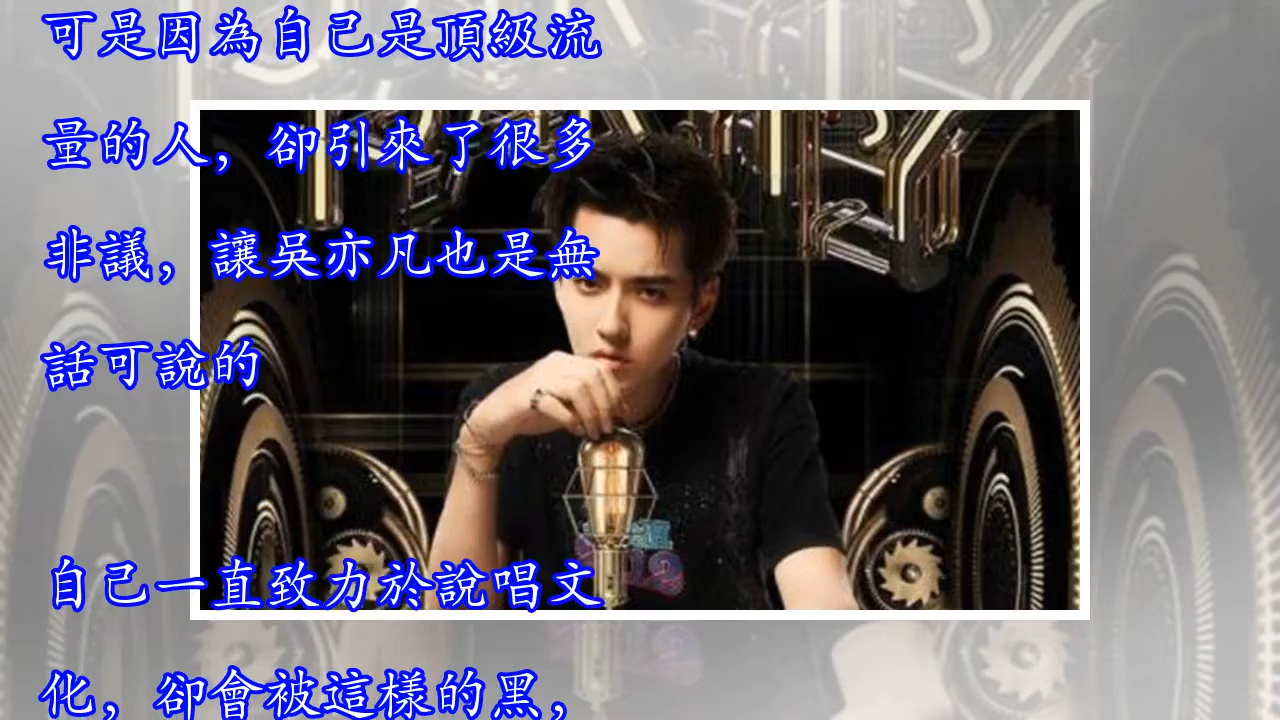 可是因為自己是頂級流
量的人，卻引來了很多
非議，讓吳亦凡也是無
話可說的
自己一直致力於說唱文
化，卻會被這樣的黑，